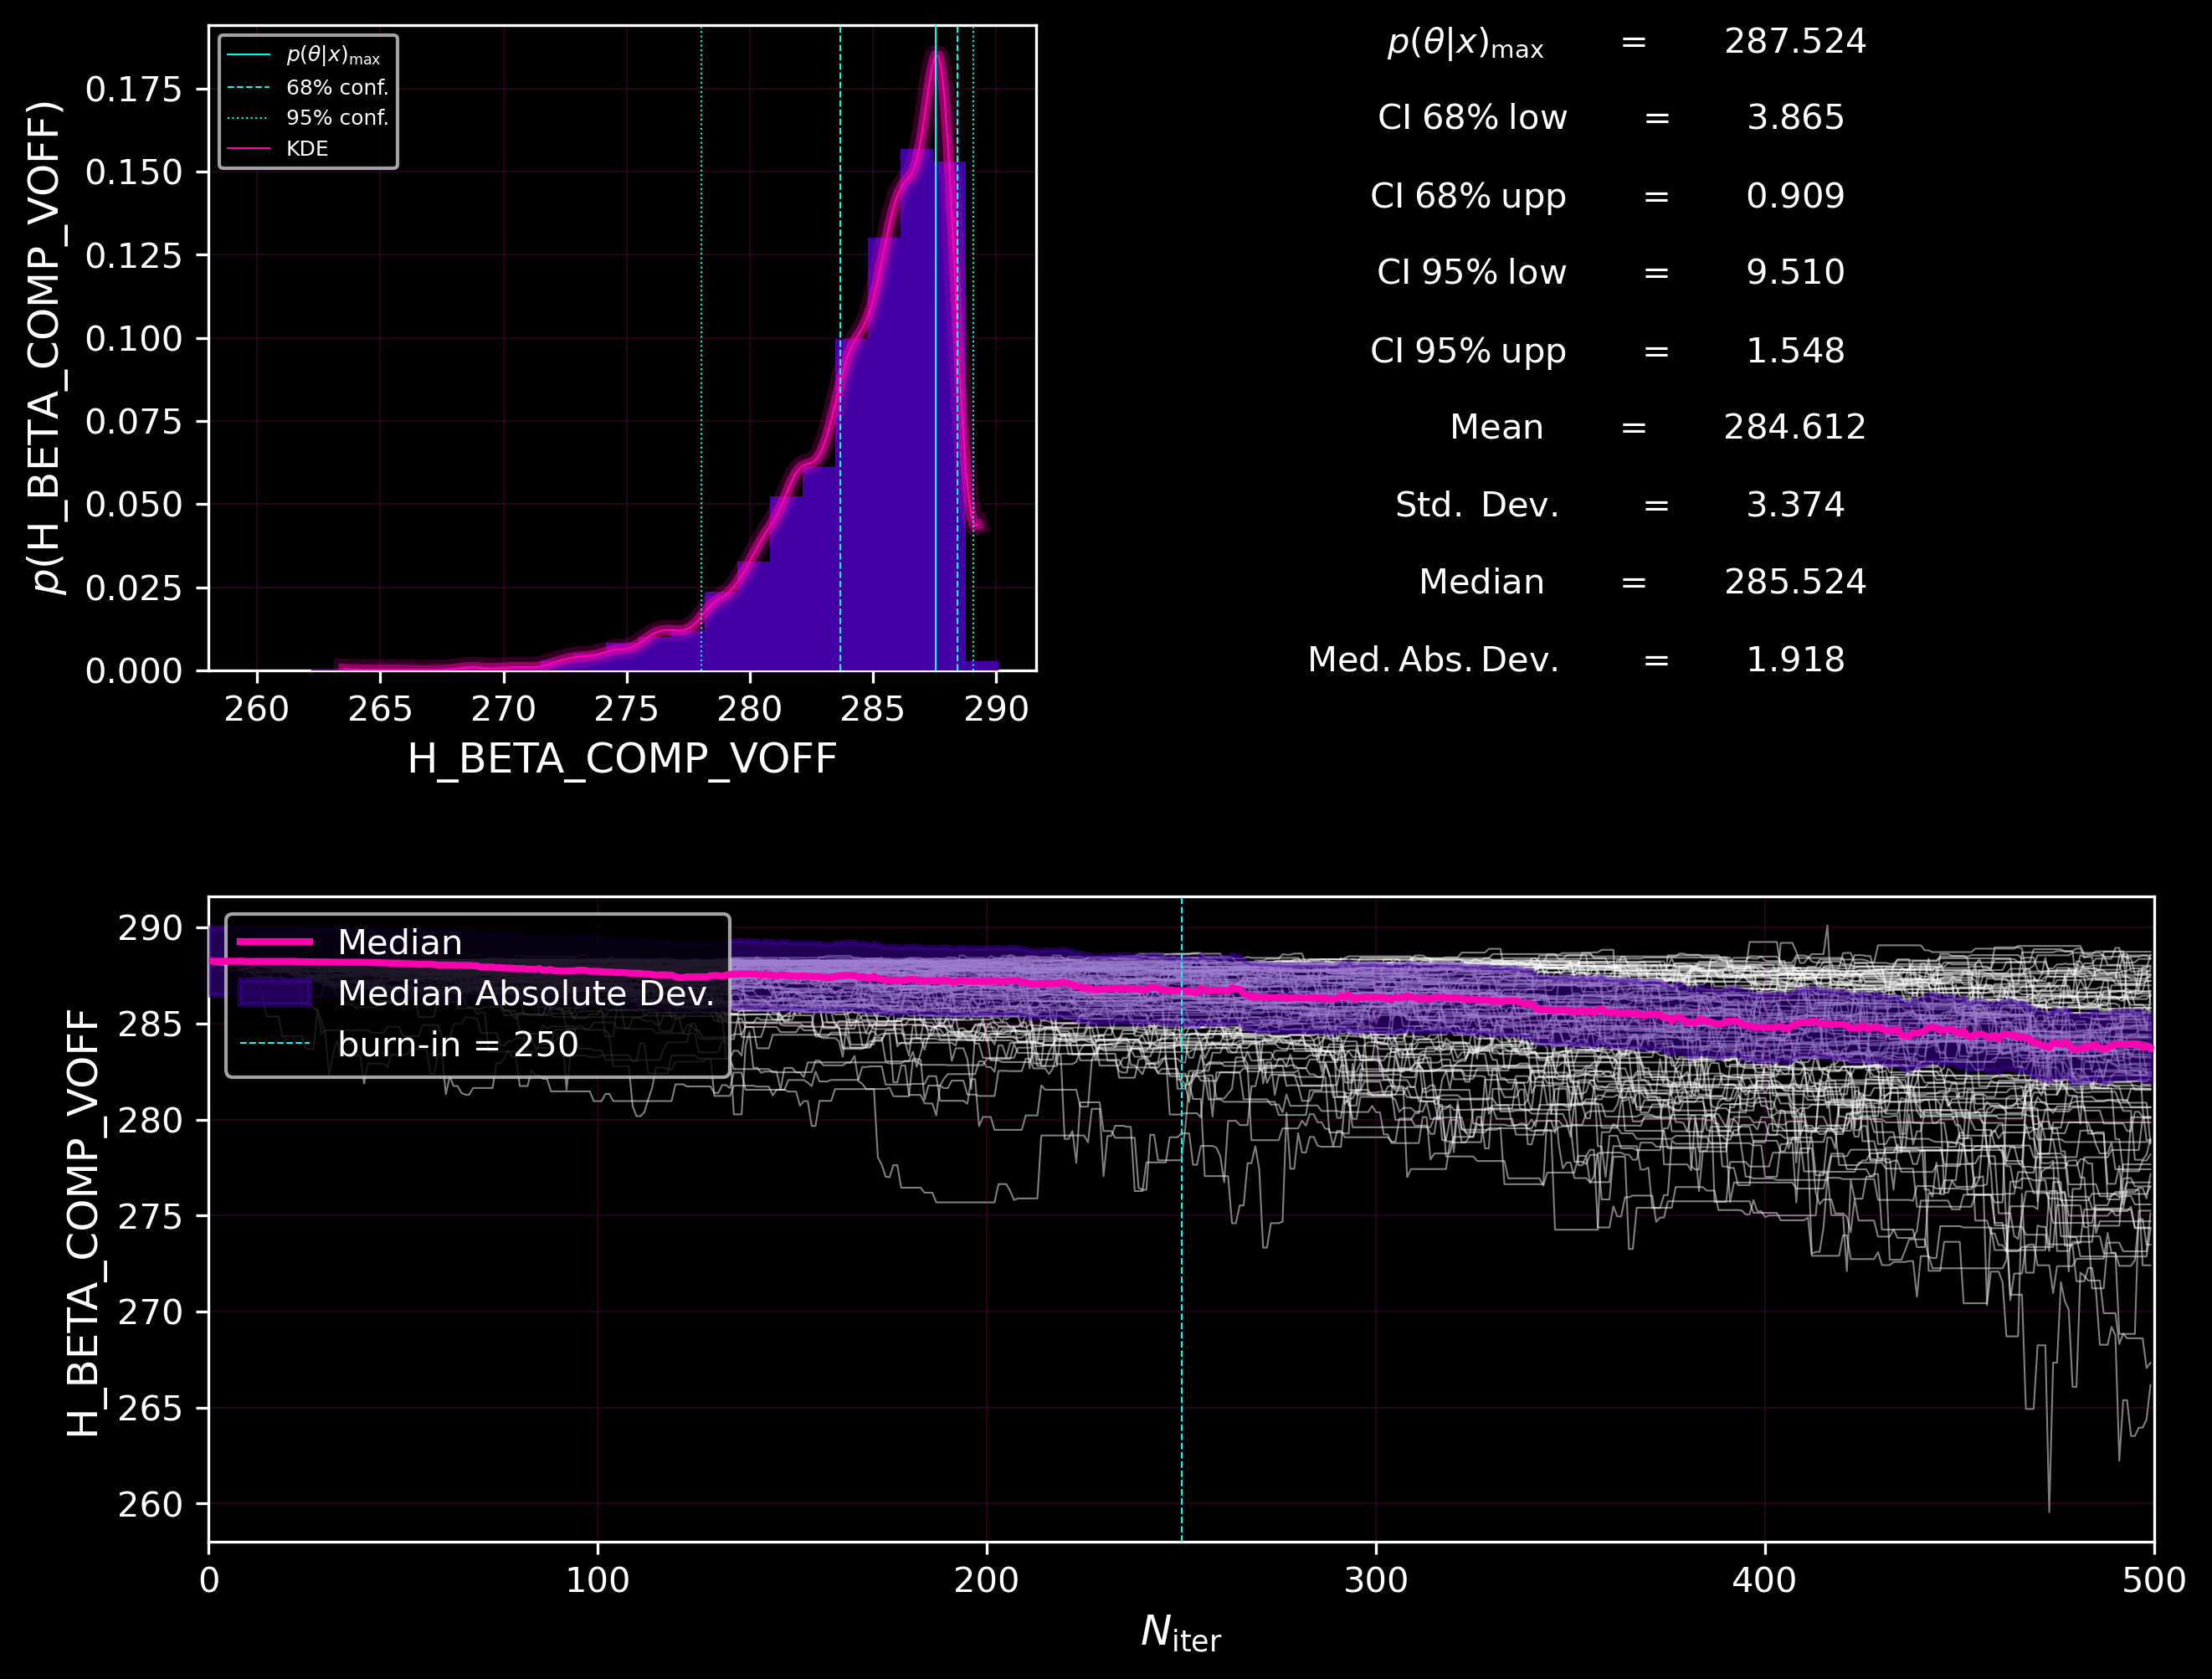 p(θ|x)max
68% conf.
95% conf.
KDE
0.175
0.150
0.125
0.100
0.075
0.050
0.025
0.000
p(H_BETA_COMP_VOFF)
260 265 270 275 280 285 290
H_BETA_COMP_VOFF
p(θ|x)max = 287.524
CI 68% low = 3.865
CI 68% upp = 0.909
CI 95% low = 9.510
CI 95% upp = 1.548
Mean = 284.612
Std. Dev. = 3.374
Median = 285.524
Med. Abs. Dev. = 1.918
Median
Median Absolute Dev.
burn-in = 250
290
285
280
275
270
265
260
H_BETA_COMP_VOFF
0 100 200 300 400 500
Niter